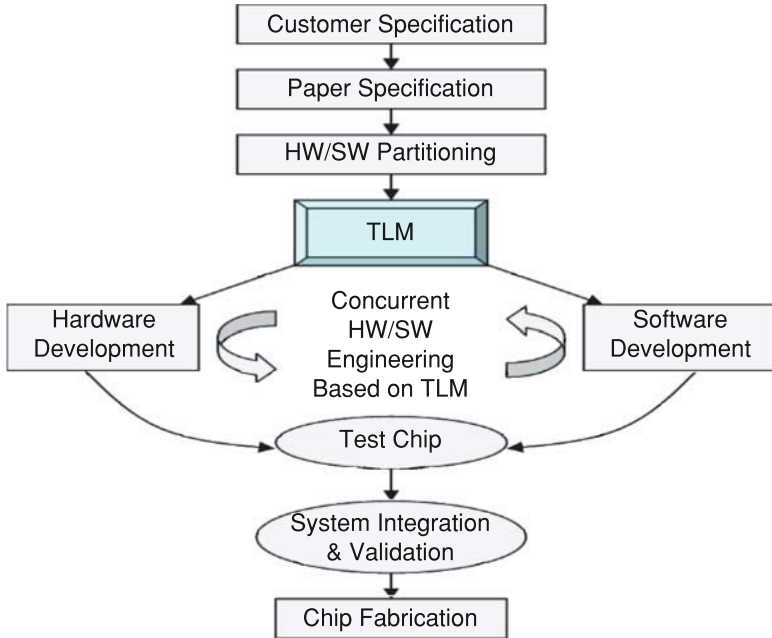 Customer Specification
Paper Specification
HW/SW Partitioning
TLM
Concurrent
HW/SW
Engineering
Based on TLM
Hardware
Development
Software
Development
Test Chip
System Integration
& Validation
Chip Fabrication